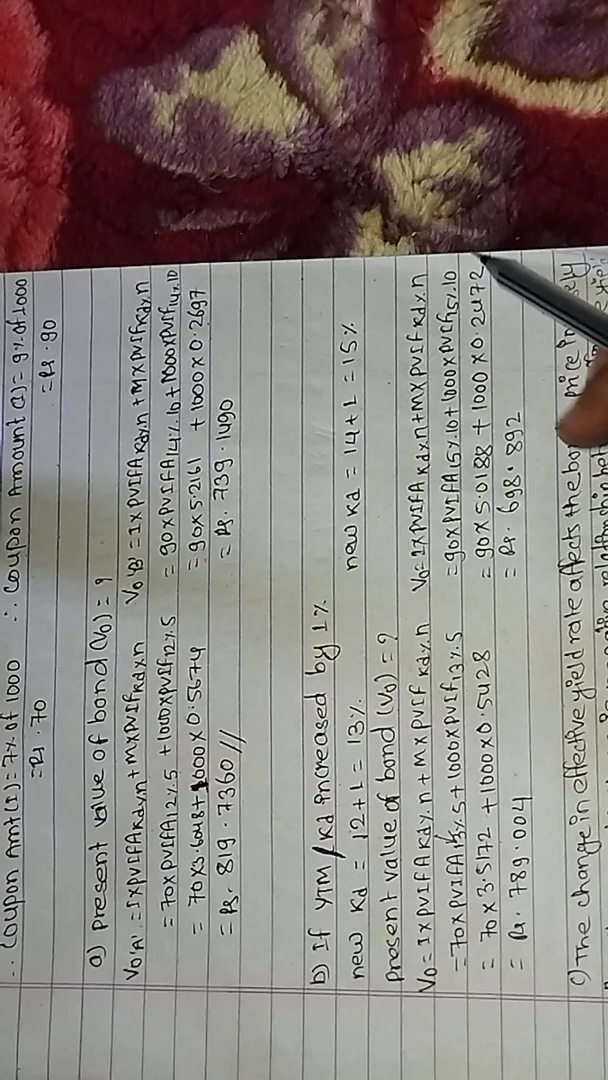 ∴ Coupon Amt (I) = 7% of 1000 ∴ Coupon Amount (I) = 9% of 1000
= Rs. 70 = Rs. 90
a) Present value of bond (V0) = ?
V0'A' = I x PVIFA Kd%n + M x PVIF Kd%n V0'B' = I x PVIFA Kd%n + M x PVIF Kd%n
= 70 x PVIFA 12%5 + 1000 x PVIF 12%5 = 90 x PVIFA 14%10 + 1000 x PVIF 14%10
= 70 x 3.6048 + 1000 x 0.5674 = 90 x 5.2161 + 1000 x 0.2697
= Rs. 819.7360 // = Rs. 739.1490
b) If YTM / Kd increased by 1%
new Kd = 12 + 1 = 13% new Kd = 14 + 1 = 15%
present value of bond (V0) = ?
V0 = I x PVIFA Kd%n + M x PVIF Kd%n V0 = I x PVIFA Kd%n + M x PVIF Kd%n
= 70 x PVIFA 13%5 + 1000 x PVIF 13%5 = 90 x PVIFA 15%10 + 1000 x PVIF 15%10
= 70 x 3.5172 + 1000 x 0.5428 = 90 x 5.0188 + 1000 x 0.2472
= Rs. 789.004 = Rs. 698.892
c) The change in effective yield rate affects the price
relationship